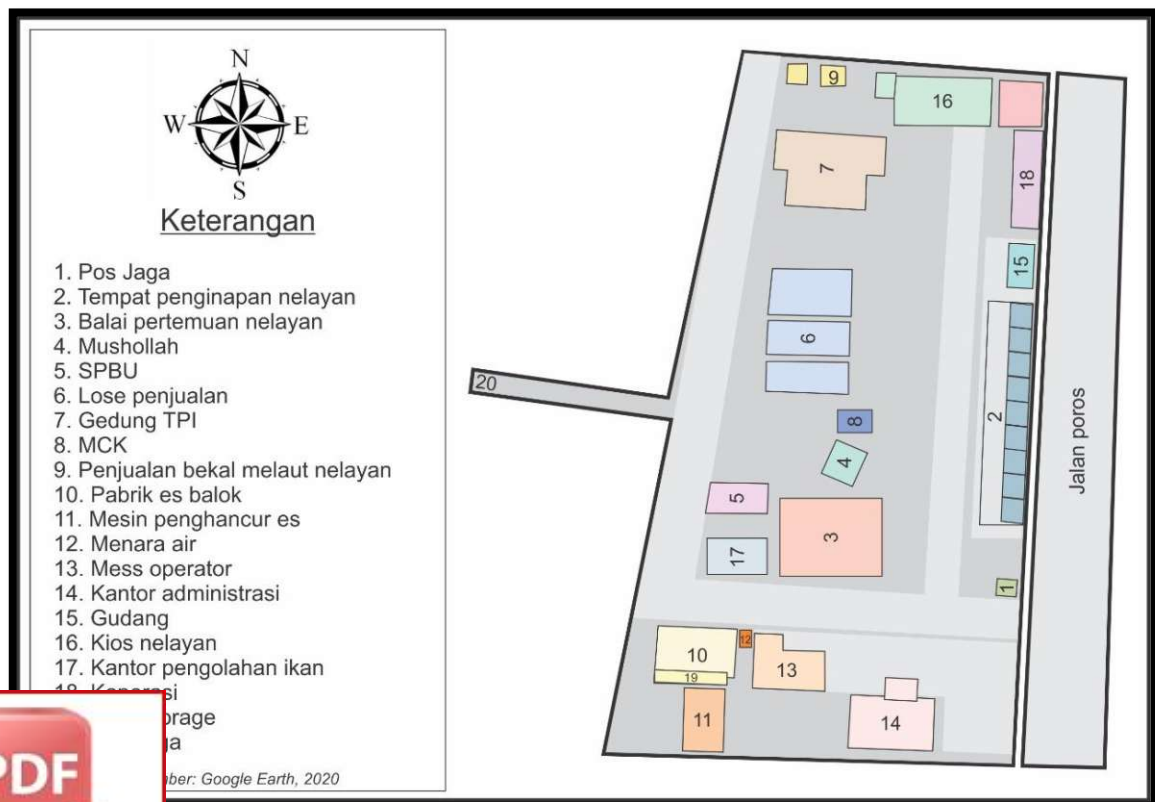 N
W E
S
Keterangan
1. Pos Jaga
2. Tempat penginapan nelayan
3. Balai pertemuan nelayan
4. Mushollah
5. SPBU
6. Lose penjualan
7. Gedung TPI
8. MCK
9. Penjualan bekal melaut nelayan
10. Pabrik es balok
11. Mesin penghancur es
12. Menara air
13. Mess operator
14. Kantor administrasi
15. Gudang
16. Kios nelayan
17. Kantor pengolahan ikan
Google Earth, 2020
PDF
9
16
7
18
15
6
20
2
8
4
5
3
17
1
12
10
13
19
11
14
Jalan poros